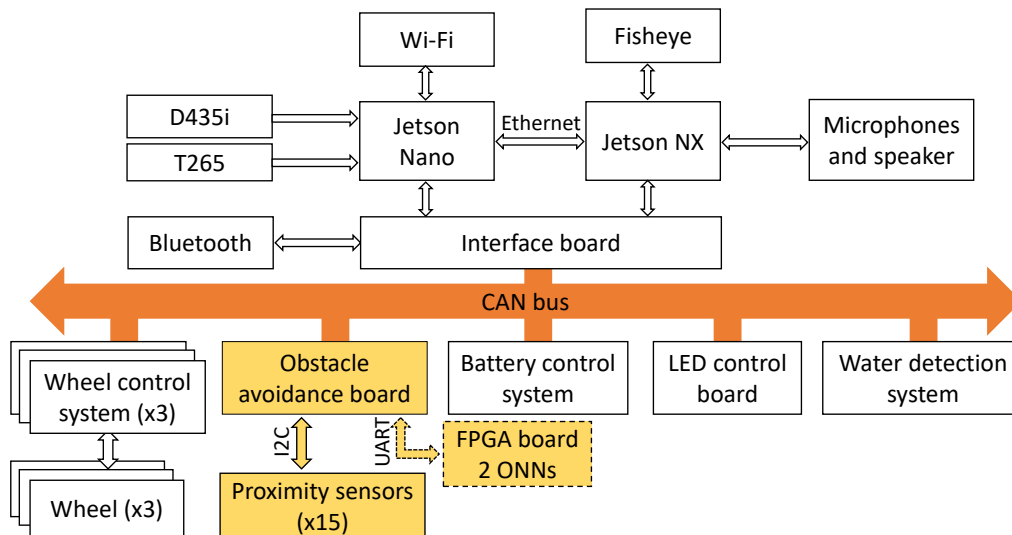 Wi-Fi
Fisheye
D435i
T265
Jetson
Nano
Ethernet
Jetson NX
Microphones
and speaker
Bluetooth
Interface board
CAN bus
Wheel control
system (x3)
Obstacle
avoidance board
Battery control
system
LED control
board
Water detection
system
I2C
UART
FPGA board
2 ONNs
Wheel (x3)
Proximity sensors
(x15)